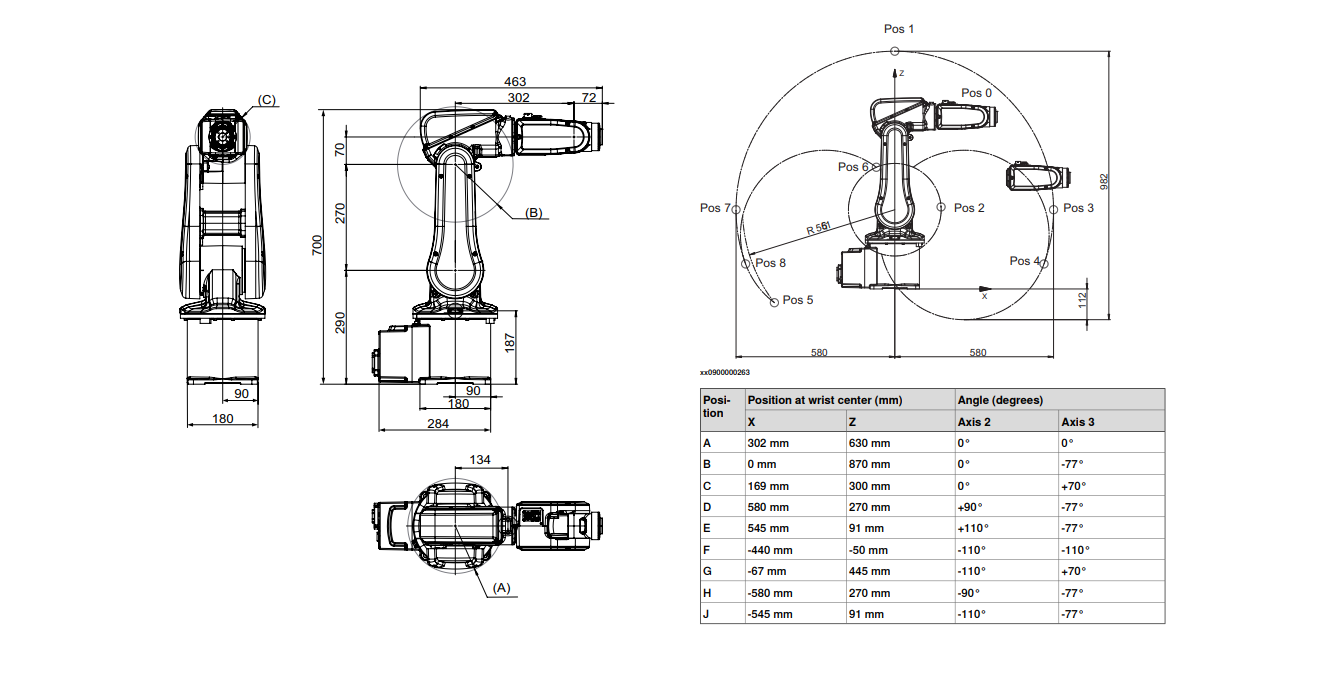 (C)
90
180
463
302 72
70
270
700
290
(B)
187
90
180
284
134
(A)
Pos 1
z
Pos 0
Pos 6
982
Pos 7
Pos 2
Pos 3
Pos 8
Pos 4
x
Pos 5
112
580 580
xx0900000263
Posi-
tion
Position at wrist center (mm) Angle (degrees)
X Z Axis 2 Axis 3
A 302 mm 630 mm 0° 0°
B 0 mm 870 mm 0° -77°
C 169 mm 300 mm 0° +70°
D 580 mm 270 mm +90° -77°
E 545 mm 91 mm +110° -77°
F -440 mm -50 mm -110° -110°
G -67 mm 445 mm -110° +70°
H -580 mm 270 mm -90° -77°
J -545 mm 91 mm -110° -77°